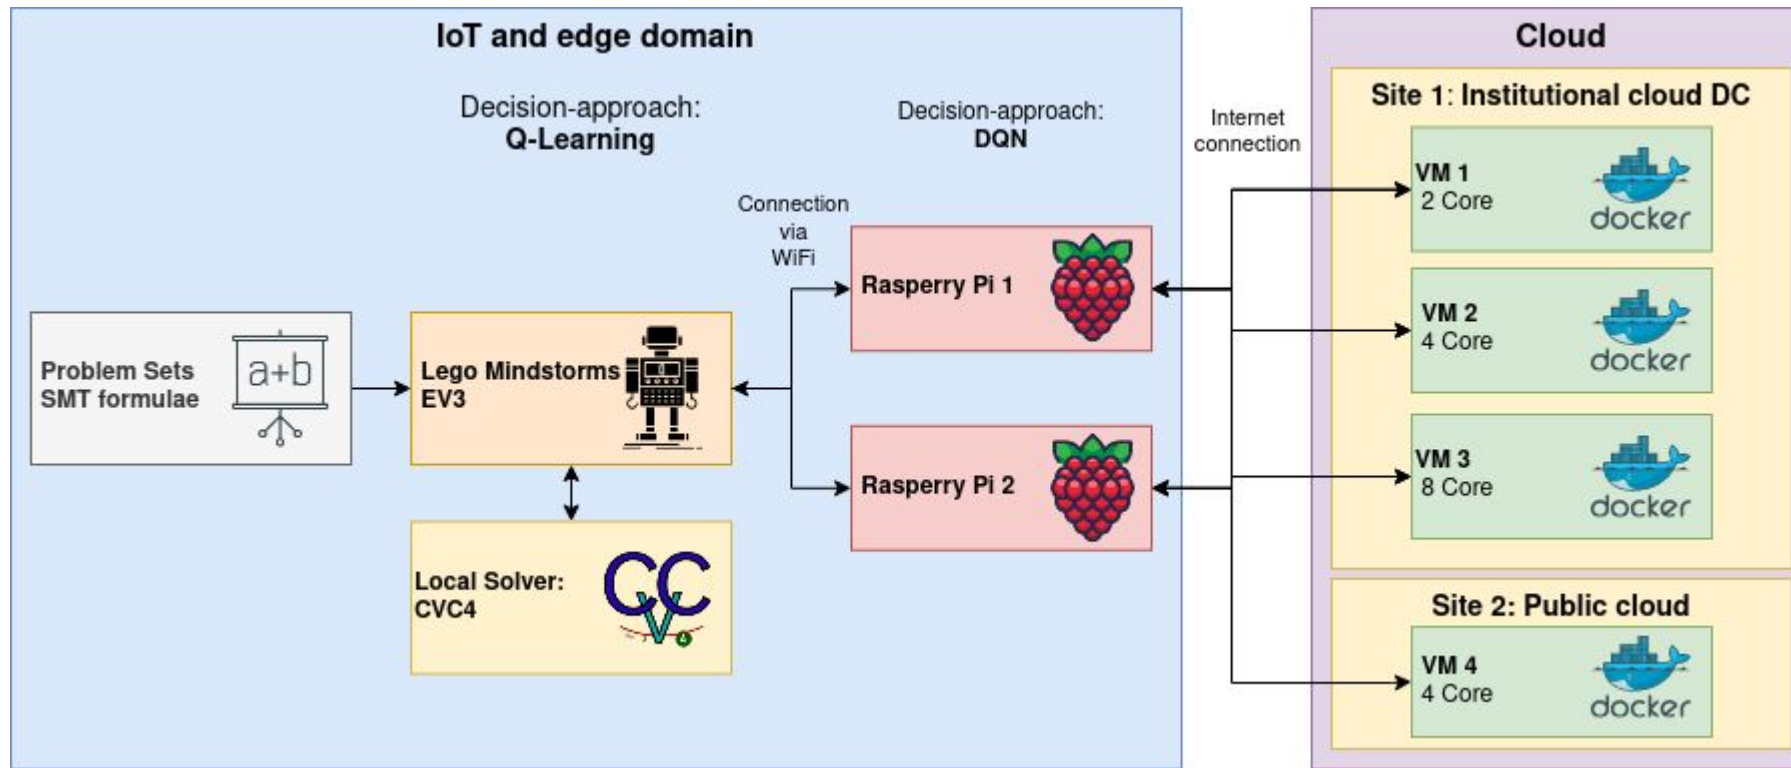 IoT and edge domain
Decision-approach:
Q-Learning
Decision-approach:
DQN
Connection
via
WiFi
Problem Sets
SMT formulae
a+b
Lego Mindstorms
EV3
Local Solver:
CVC4
CVC
Rasperry Pi 1
Rasperry Pi 2
Internet
connection
Cloud
Site 1: Institutional cloud DC
VM 1
2 Core
docker
VM 2
4 Core
docker
VM 3
8 Core
docker
Site 2: Public cloud
VM 4
4 Core
docker